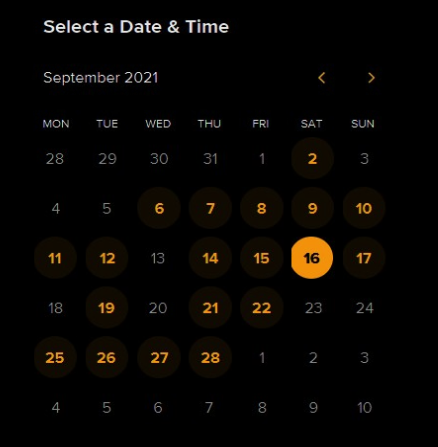 Select a Date & Time
September 2021 < >
MON TUE WED THU FRI SAT SUN
28 29 30 31 1 2 3
4 5 6 7 8 9 10
11 12 13 14 15 16 17
18 19 20 21 22 23 24
25 26 27 28 1 2 3
4 5 6 7 8 9 10